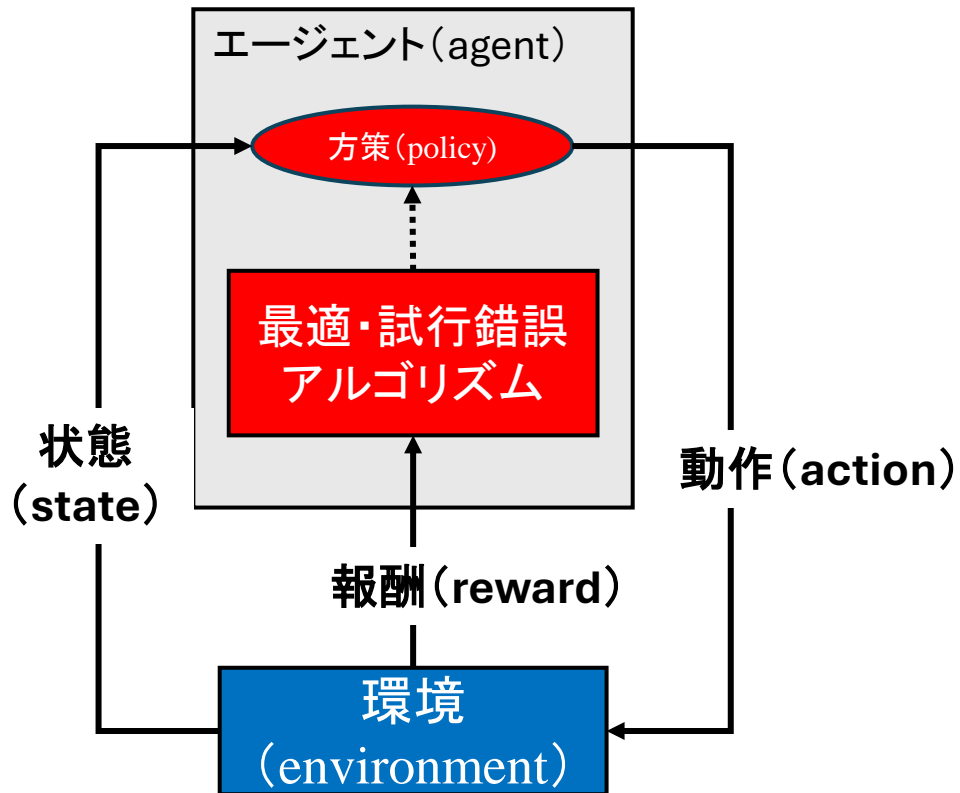 エージェント（agent）
方策（policy)
最適・試行錯誤
アルゴリズム
状態
（state）
動作（action）
報酬（reward）
環境
（environment）